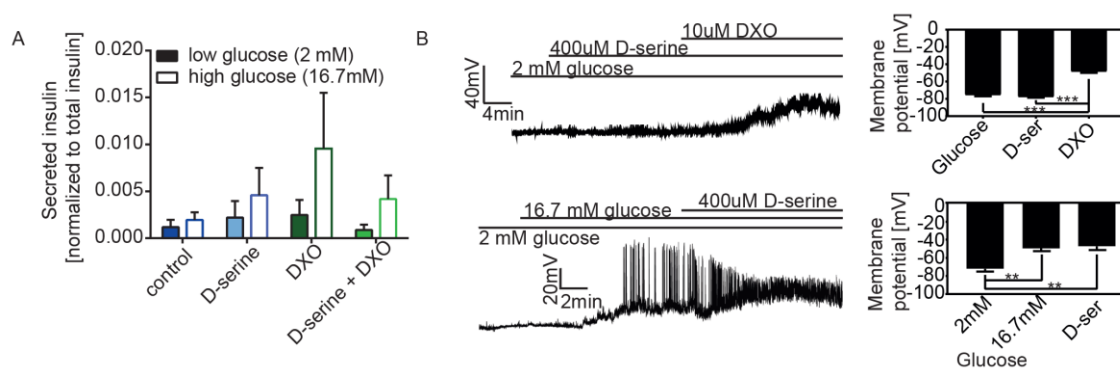 A
Secreted insulin
[normalized to total insulin]
0.020
0.015
0.010
0.005
0.000
low glucose (2 mM)
high glucose (16.7mM)
control
D-serine
DXO
D-serine + DXO
B
10uM DXO
400uM D-serine
2 mM glucose
40mV
4min
Membrane
potential [mV]
0
-20
-40
-60
-80
-100
***
***
Glucose
D-ser
DXO
400uM D-serine
16.7 mM glucose
2 mM glucose
20mV
2min
Membrane
potential [mV]
0
-20
-40
-60
-80
-100
**
**
2mM
16.7mM
D-ser
Glucose